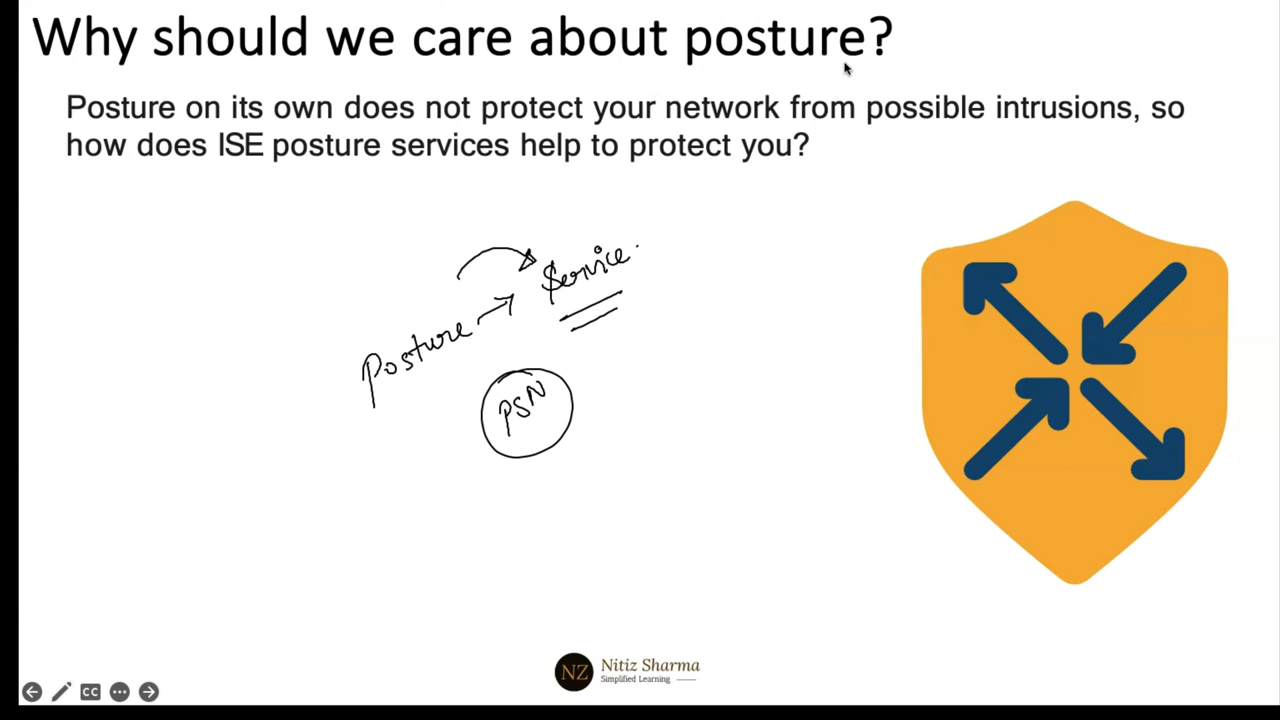 Why should we care about posture?
Posture on its own does not protect your network from possible intrusions, so
how does ISE posture services help to protect you?
Service
Posture
PSN
NZ
Nitiz Sharma
Simplified Learning
CC